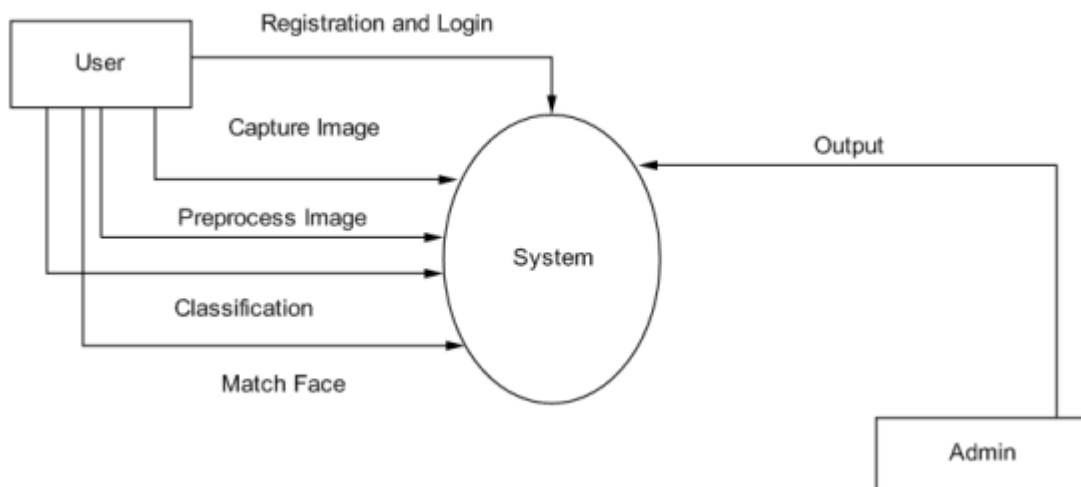 Registration and Login
User
Capture Image
Output
Preprocess Image
System
Classification
Match Face
Admin